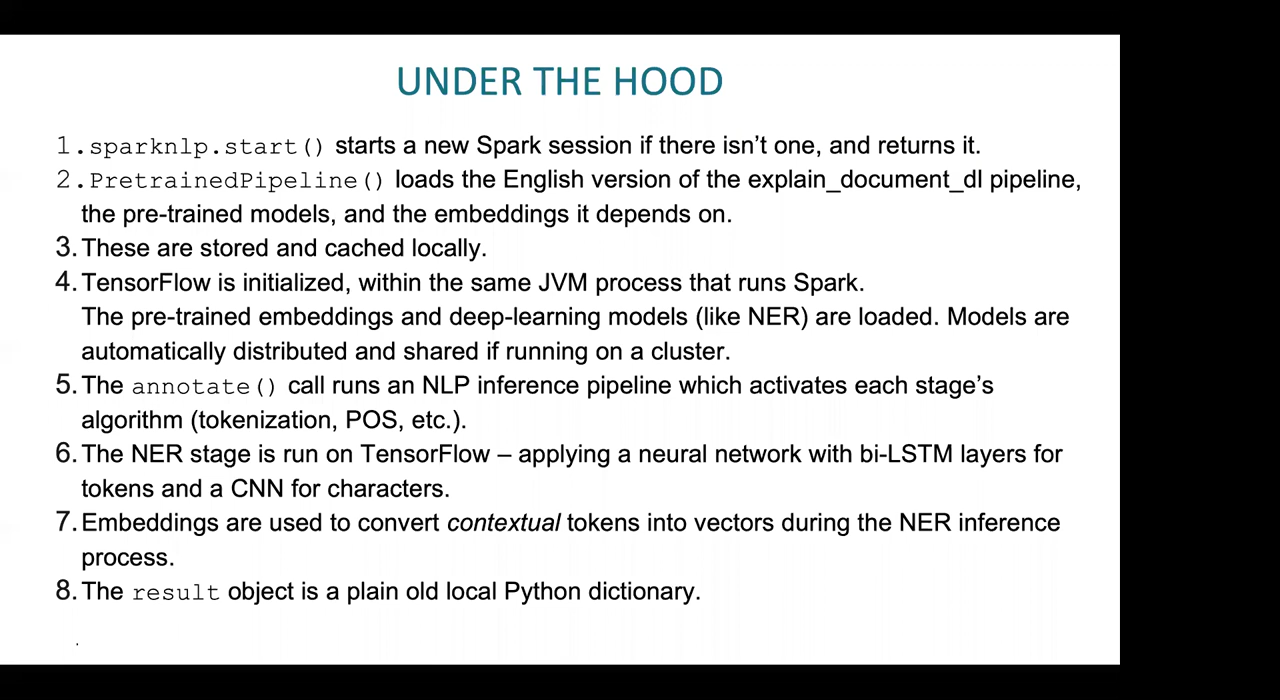 UNDER THE HOOD
1.sparknlp.start() starts a new Spark session if there isn’t one, and returns it.
2.PretrainedPipeline() loads the English version of the explain_document_dl pipeline,
the pre-trained models, and the embeddings it depends on.
3.These are stored and cached locally.
4.TensorFlow is initialized, within the same JVM process that runs Spark.
The pre-trained embeddings and deep-learning models (like NER) are loaded. Models are
automatically distributed and shared if running on a cluster.
5.The annotate() call runs an NLP inference pipeline which activates each stage’s
algorithm (tokenization, POS, etc.).
6.The NER stage is run on TensorFlow – applying a neural network with bi-LSTM layers for
tokens and a CNN for characters.
7.Embeddings are used to convert contextual tokens into vectors during the NER inference
process.
8.The result object is a plain old local Python dictionary.
.